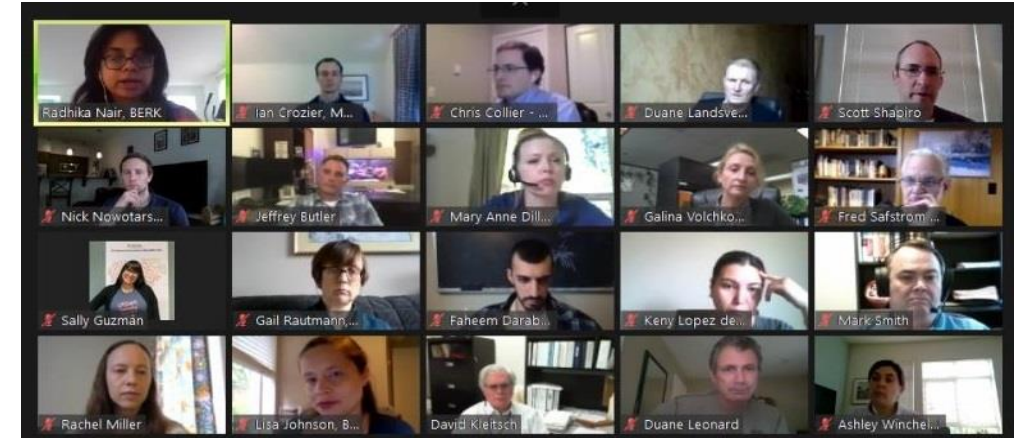 Radhika Nair, BERK
Ian Crozier, M...
Chris Collier - ...
Duane Landsve...
Scott Shapiro
Nick Nowotars...
Jeffrey Butler
Mary Anne Dill...
Galina Volchko...
Fred Safstrom ...
Sally Guzmán
Gail Rautmann,...
Faheem Darab...
Keny Lopez de...
Mark Smith
Rachel Miller
Lisa Johnson, B...
David Kleitsch
Duane Leonard
Ashley Winchel...